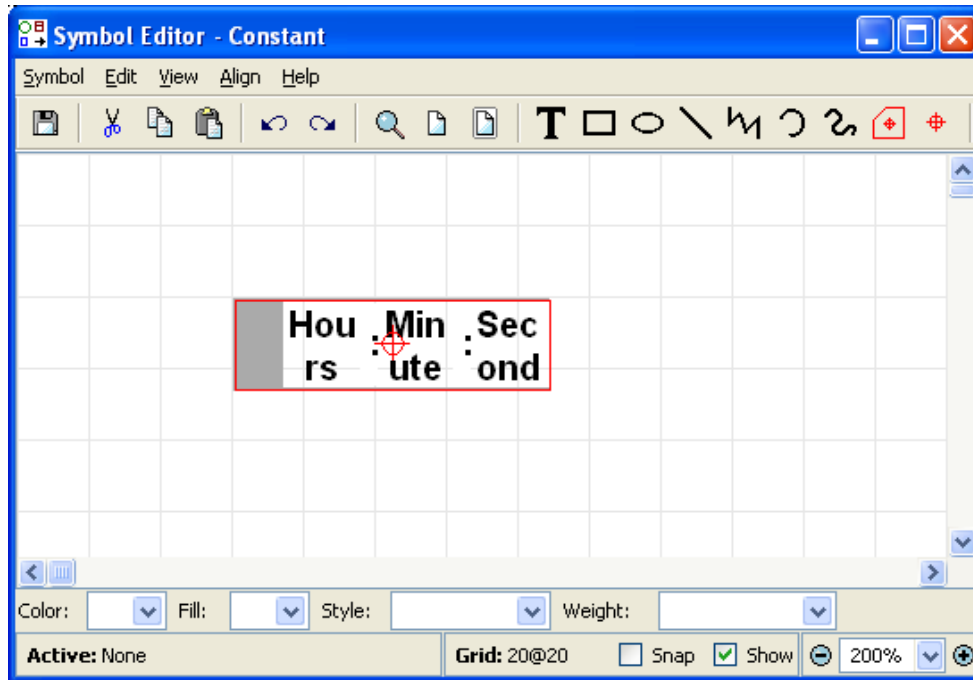 Symbol Editor - Constant
Symbol Edit View Align Help
T
Hou : Min : Sec
rs ute ond
Color: Fill: Style: Weight:
Active: None Grid: 20@20 Snap Show 200%